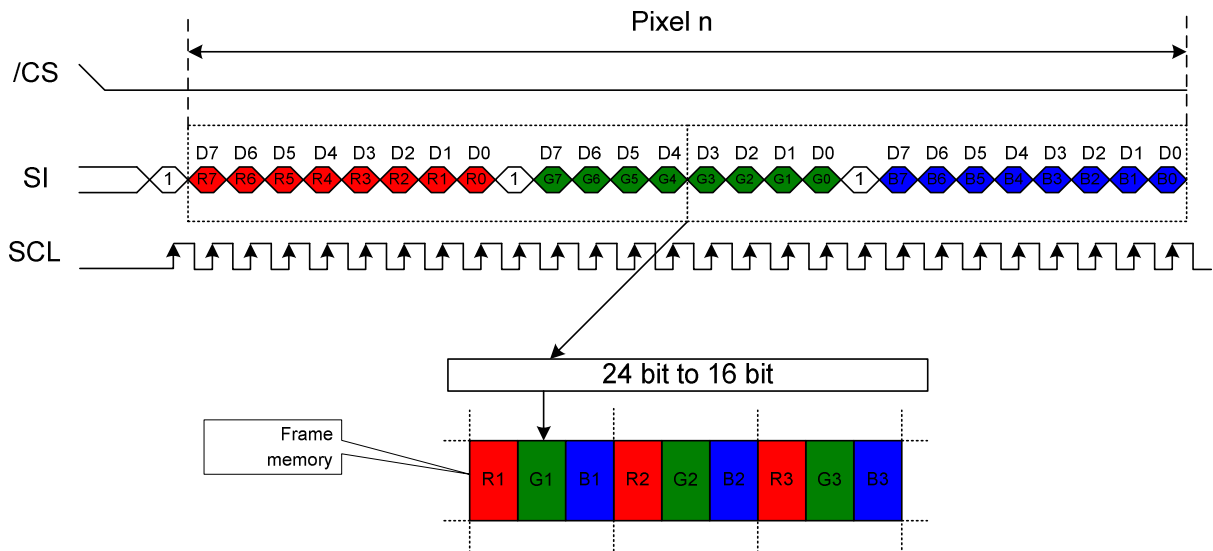 Pixel n
/CS
D7 D6 D5 D4 D3 D2 D1 D0 D7 D6 D5 D4 D3 D2 D1 D0 D7 D6 D5 D4 D3 D2 D1 D0
SI 1 R7 R6 R5 R4 R3 R2 R1 R0 1 G7 G6 G5 G4 G3 G2 G1 G0 1 B7 B6 B5 B4 B3 B2 B1 B0
SCL
24 bit to 16 bit
Frame
memory
R1 G1 B1 R2 G2 B2 R3 G3 B3